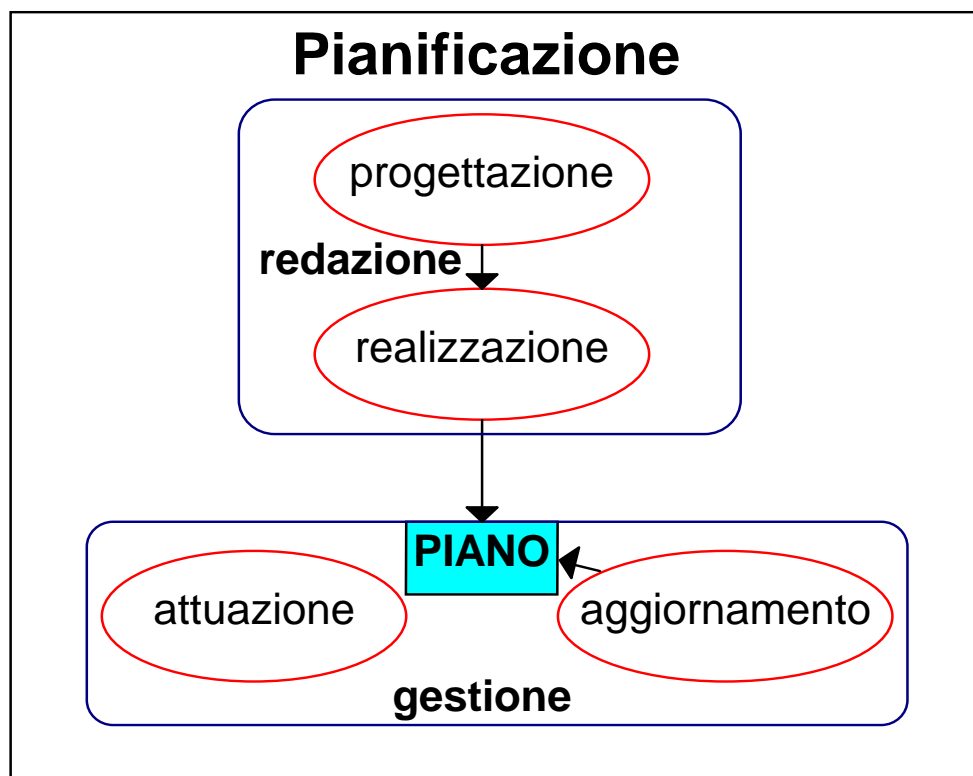 Pianificazione
progettazione
redazione
realizzazione
PIANO
attuazione
aggiornamento
gestione